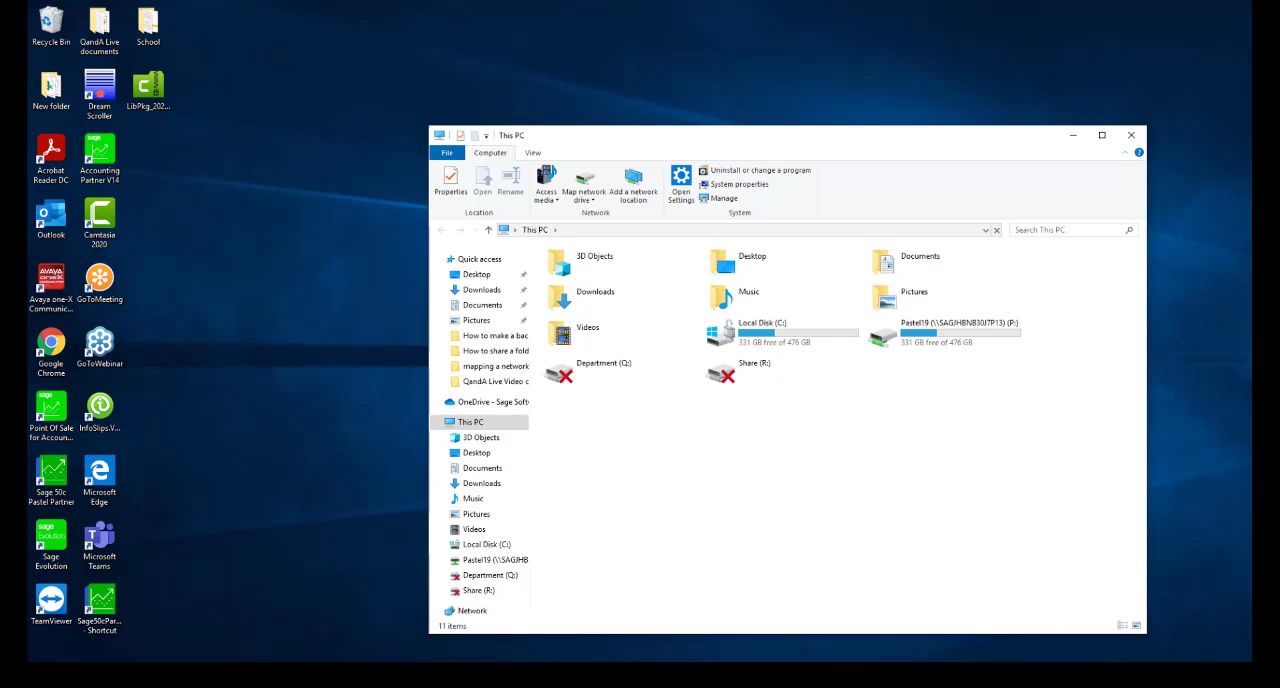 Recycle Bin
QandA Live
documents
School
New folder
Dream
Scroller
LibPkg_202...
Acrobat
Reader DC
sage
Accounting
Partner V14
Outlook
Camtasia
2020
AVAYA
one-X
Avaya one-X
Communic...
GoToMeeting
Google
Chrome
GoToWebinar
Point Of Sale
for Accoun...
InfoSlips.V...
Sage 50c
Pastel Partner
Microsoft
Edge
sage
Evolution
Sage
Evolution
Microsoft
Teams
TeamViewer
Sage50cPar...
- Shortcut
This PC
File
Computer
View
Properties
Open
Rename
Access
media
Map network
drive
Add a network
location
Open
Settings
Uninstall or change a program
System properties
Manage
Location
Network
System
This PC
Search This PC
Quick access
Desktop
Downloads
Documents
Pictures
How to make a bac
How to share a fold
mapping a network
QandA Live Video c
OneDrive - Sage Soft
This PC
3D Objects
Desktop
Documents
Downloads
Music
Pictures
Videos
Local Disk (C:)
Pastel19 (\\SAGJHB
Department (Q:)
Share (R:)
Network
3D Objects
Desktop
Documents
Downloads
Music
Pictures
Videos
Local Disk (C:)
331 GB free of 476 GB
Pastel19 (\\SAGJHBNB30J7P13) (P:)
331 GB free of 476 GB
Department (Q:)
Share (R:)
11 items